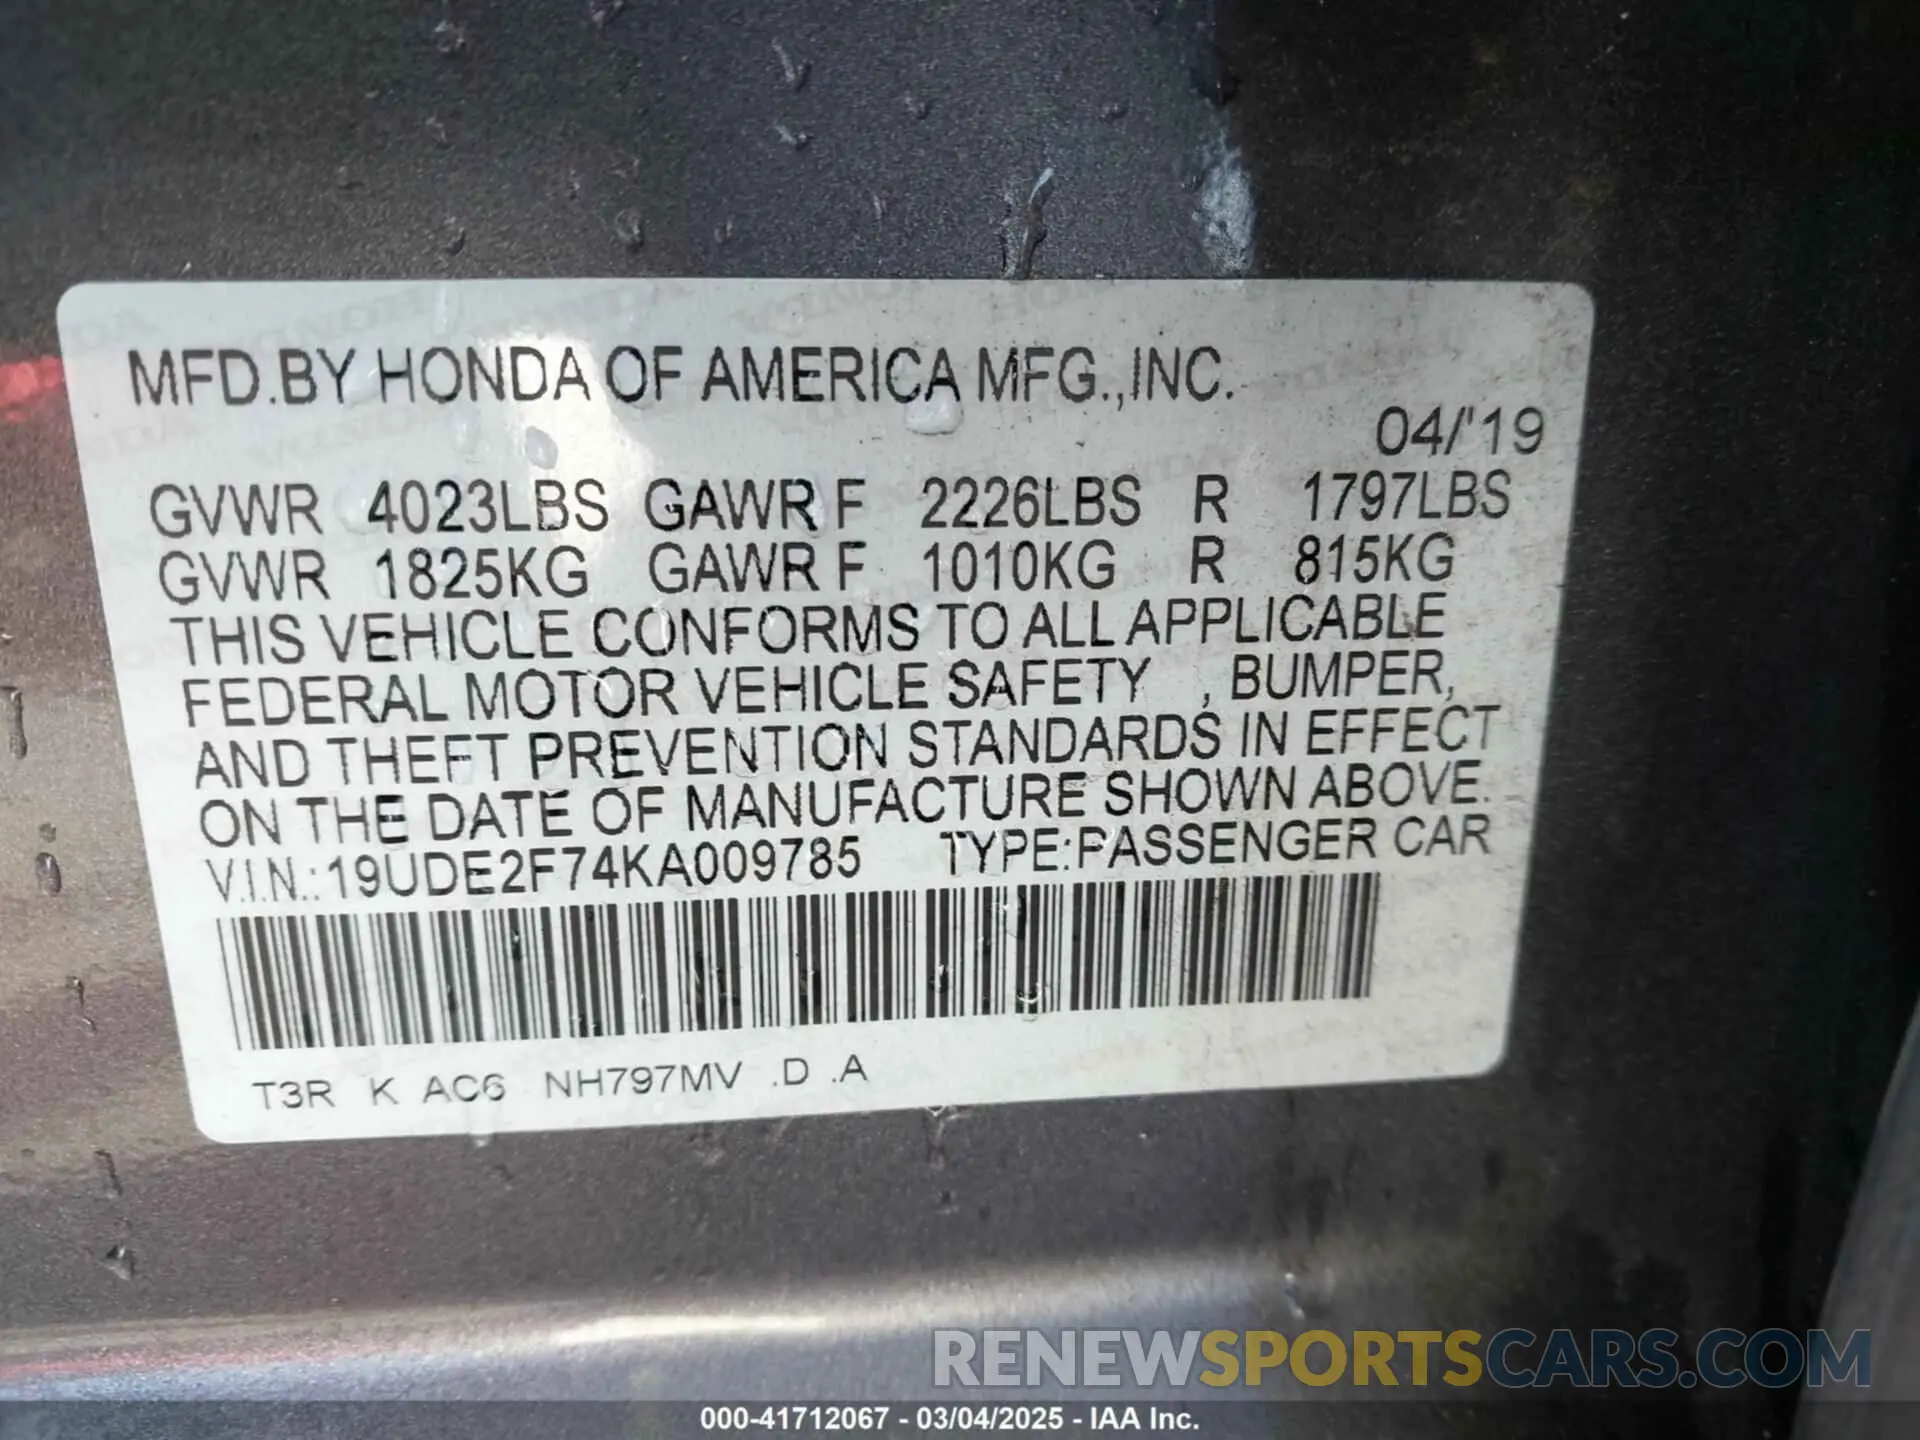 MFD.BY HONDA OF AMERICA MFG.,INC.
04/'19
GVWR 4023LBS GAWR F 2226LBS R 1797LBS
GVWR 1825KG GAWR F 1010KG R 815KG
THIS VEHICLE CONFORMS TO ALL APPLICABLE
FEDERAL MOTOR VEHICLE SAFETY , BUMPER,
AND THEFT PREVENTION STANDARDS IN EFFECT
ON THE DATE OF MANUFACTURE SHOWN ABOVE.
V.I.N.:19UDE2F74KA009785 TYPE:PASSENGER CAR
T3R K AC6 NH797MV .D .A
RENEWSPORTSCARS.COM
000-41712067 - 03/04/2025 - IAA Inc.